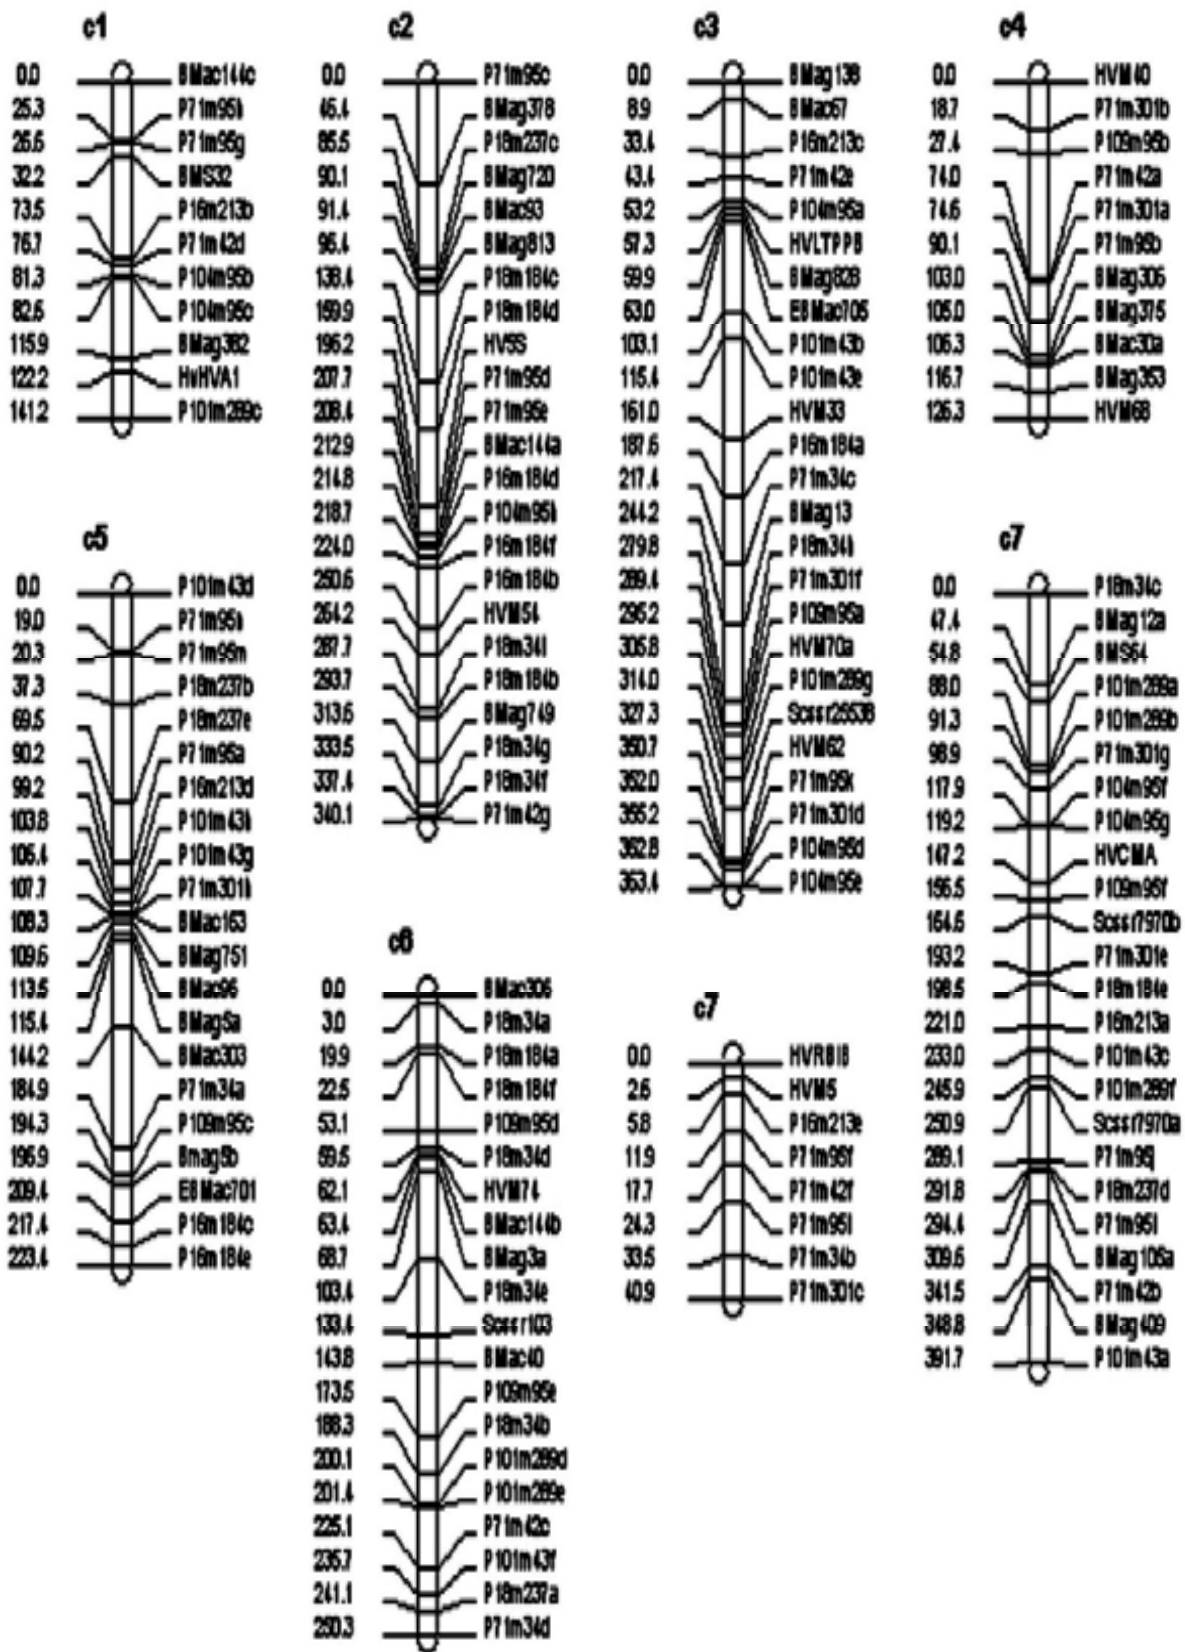 c1
0.0 BMac144c
25.3 P71m95h
26.6 P71m95g
32.2 BMS32
73.5 P16m213b
76.7 P71m42d
81.3 P104m95b
82.6 P104m95c
115.9 BMag382
122.2 HvHVA1
141.2 P101m289c
c2
0.0 P71m95c
45.4 BMag378
85.5 P18m237c
90.1 BMag720
91.4 BMac93
95.4 BMag813
138.4 P18m184c
159.9 P18m184d
196.2 HVSS
207.7 P71m95d
208.4 P71m95e
212.9 BMac144a
214.8 P16m184d
218.7 P104m95h
224.0 P16m184f
250.6 P16m184b
264.2 HVM54
287.7 P18m34i
293.7 P18m184b
313.6 BMag749
333.5 P18m34g
337.4 P18m34f
340.1 P71m42g
c3
0.0 BMag138
8.9 BMac67
33.4 P16m213c
43.4 P71m42e
53.2 P104m95a
57.3 HVLTPPB
59.9 BMag828
63.0 EBMac705
103.1 P101m43b
115.4 P101m43e
161.0 HVM33
187.6 P16m184a
217.4 P71m34c
244.2 BMag13
279.8 P18m34h
289.4 P71m301f
295.2 P109m95a
305.8 HVM70a
314.0 P101m289g
327.3 Scssr25538
350.7 HVM62
352.0 P71m95k
355.2 P71m301d
362.8 P104m95d
363.4 P104m95e
c4
0.0 HVM40
18.7 P71m301b
27.4 P109m95b
74.0 P71m42a
74.6 P71m301a
90.1 P71m95b
103.0 BMag306
105.0 BMag375
106.3 BMac30a
116.7 BMag353
126.3 HVM68
c5
0.0 P101m43d
19.0 P71m95h
20.3 P71m95m
37.3 P18m237b
69.5 P18m237e
90.2 P71m95a
99.2 P16m213d
103.8 P101m43h
106.4 P101m43g
107.7 P71m301h
108.3 BMac163
109.6 BMag751
113.5 BMac96
115.4 BMag5a
144.2 BMac303
184.9 P71m34a
194.3 P109m95c
196.9 Bmag5b
209.4 EBMac701
217.4 P16m184c
223.4 P16m184e
c6
0.0 BMac306
3.0 P18m34a
19.9 P18m184a
22.5 P18m184f
53.1 P109m95d
59.5 P18m34d
62.1 HVM74
63.4 BMac144b
68.7 BMag3a
103.4 P18m34e
133.4 Scssr103
143.8 BMac40
173.5 P109m95e
188.3 P18m34b
200.1 P101m289d
201.4 P101m289e
225.1 P71m42c
235.7 P101m43f
241.1 P18m237a
250.3 P71m34d
c7
0.0 HVRBIB
2.6 HVM5
5.8 P16m213e
11.9 P71m95f
17.7 P71m42f
24.3 P71m95l
33.5 P71m34b
40.9 P71m301c
c7
0.0 P18m34c
47.4 BMag12a
54.8 BMS64
88.0 P101m289a
91.3 P101m289b
98.9 P71m301g
117.9 P104m95f
119.2 P104m95g
147.2 HVCMA
156.5 P109m95f
164.6 Scssr7970b
193.2 P71m301e
198.5 P18m184e
221.0 P16m213a
233.0 P101m43c
245.9 P101m289f
250.9 Scssr7970a
289.1 P71m95j
291.8 P18m237d
294.4 P71m95i
309.6 BMag105a
341.5 P71m42b
348.8 BMag409
391.7 P101m43a